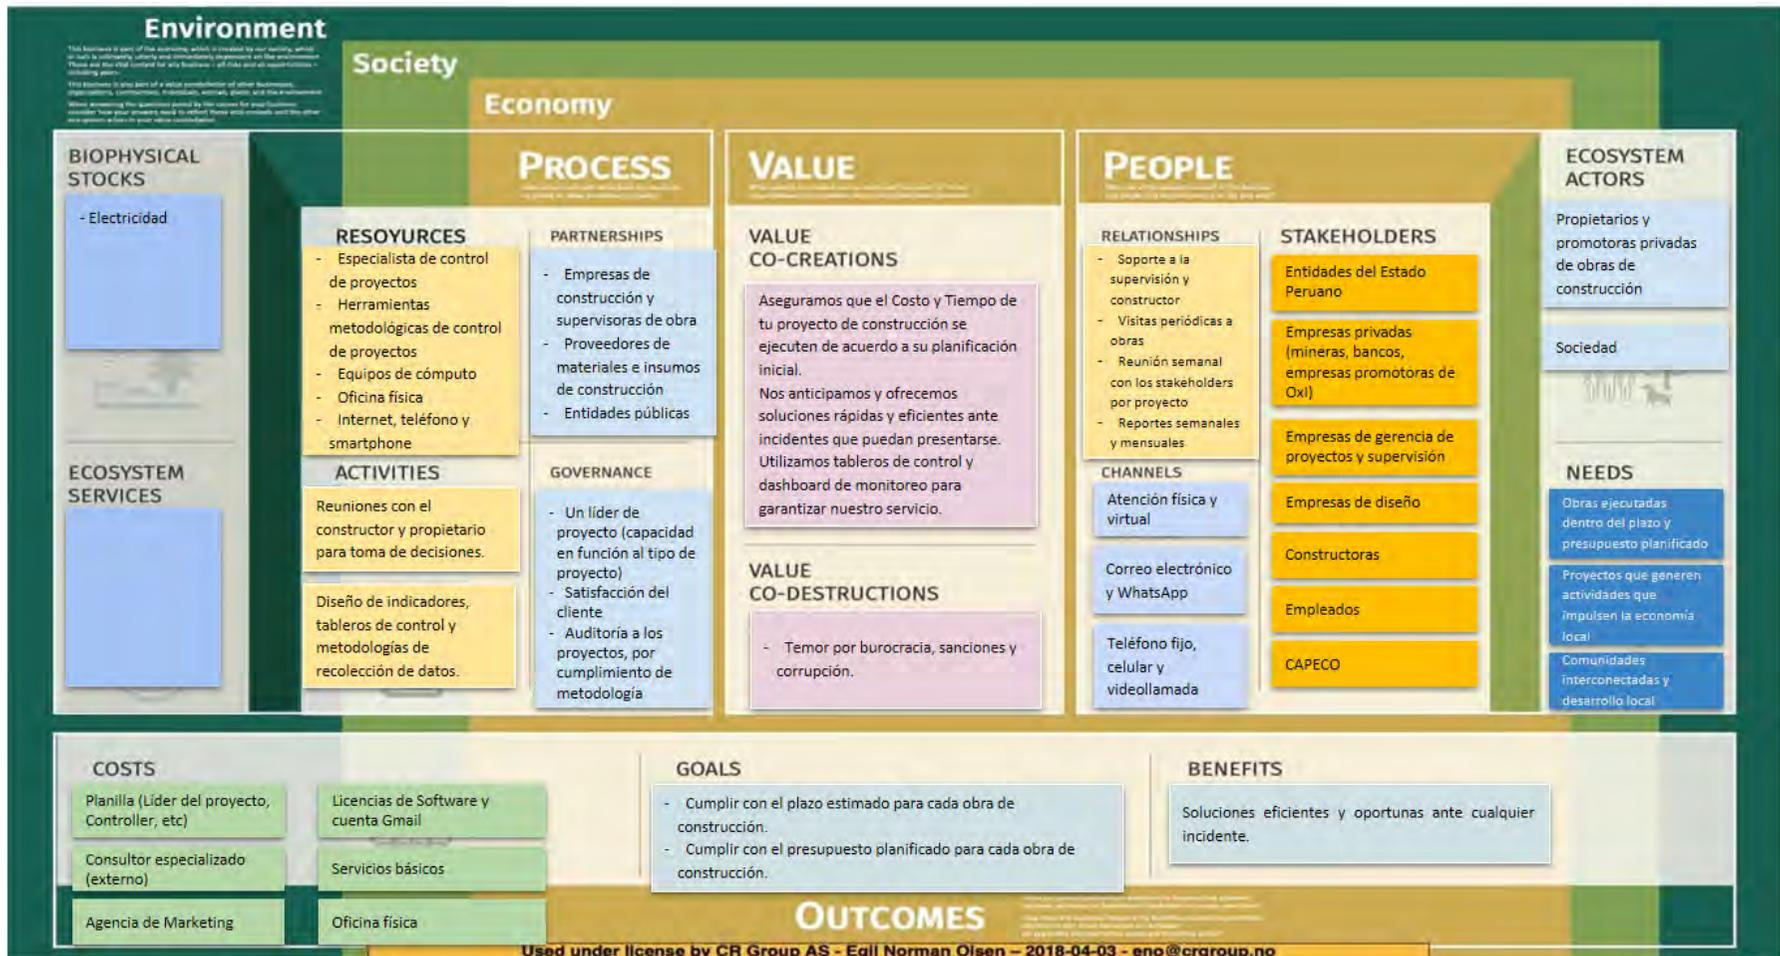 Environment
Society
Economy
BIOPHYSICAL
STOCKS
- Electricidad
ECOSYSTEM
SERVICES
PROCESS
RESOYURCES
- Especialista de control
de proyectos
- Herramientas
metodológicas de control
de proyectos
- Equipos de cómputo
- Oficina física
- Internet, teléfono y
smartphone
ACTIVITIES
Reuniones con el
constructor y propietario
para toma de decisiones.
Diseño de indicadores,
tableros de control y
metodologías de
recolección de datos.
PARTNERSHIPS
- Empresas de
construcción y
supervisoras de obra
- Proveedores de
materiales e insumos
de construcción
- Entidades públicas
GOVERNANCE
- Un líder de
proyecto (capacidad
en función al tipo de
proyecto)
- Satisfacción del
cliente
- Auditoría a los
proyectos, por
cumplimiento de
metodología
VALUE
VALUE
CO-CREATIONS
Aseguramos que el Costo y Tiempo de
tu proyecto de construcción se
ejecuten de acuerdo a su planificación
inicial.
Nos anticipamos y ofrecemos
soluciones rápidas y eficientes ante
incidentes que puedan presentarse.
Utilizamos tableros de control y
dashboard de monitoreo para
garantizar nuestro servicio.
VALUE
CO-DESTRUCTIONS
- Temor por burocracia, sanciones y
corrupción.
PEOPLE
RELATIONSHIPS
- Soporte a la
supervisión y
constructor
- Visitas periódicas a
obras
- Reunión semanal
con los stakeholders
por proyecto
- Reportes semanales
y mensuales
CHANNELS
Atención física y
virtual
Correo electrónico
y WhatsApp
Teléfono fijo,
celular y
videollamada
STAKEHOLDERS
Entidades del Estado
Peruano
Empresas privadas
(mineras, bancos,
empresas promotoras de
OxI)
Empresas de gerencia de
proyectos y supervisión
Empresas de diseño
Constructoras
Empleados
CAPECO
ECOSYSTEM
ACTORS
Propietarios y
promotoras privadas
de obras de
construcción
Sociedad
NEEDS
Obras ejecutadas
dentro del plazo y
presupuesto planificado
Proyectos que generen
actividades que
impulsen la economía
local
Comunidades
interconectadas y
desarrollo local
COSTS
Planilla (Líder del proyecto,
Controller, etc)
Consultor especializado
(externo)
Agencia de Marketing
Licencias de Software y
cuenta Gmail
Servicios básicos
Oficina física
GOALS
- Cumplir con el plazo estimado para cada obra de
construcción.
- Cumplir con el presupuesto planificado para cada obra de
construcción.
BENEFITS
Soluciones eficientes y oportunas ante cualquier
incidente.
OUTCOMES
Used under license by CR Group AS - Egil Norman Olsen – 2018-04-03 - eno@crgroup.no